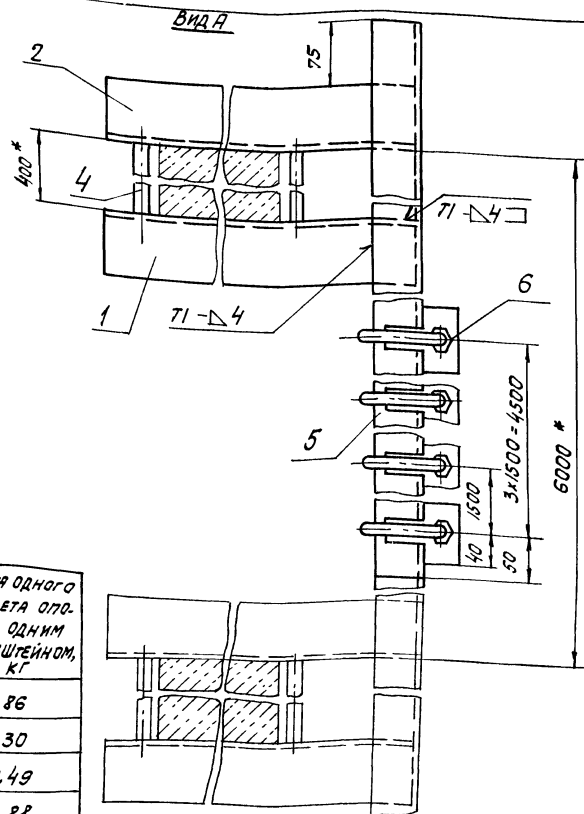 Вид А
2
75
400*
4
Т1-⊿4 ⊐
1
Т1-⊿4
6
5
3х1500=4500
6000*
1500
40
50
ОДНОГО
ЕТА ОПО-
ОДНИМ
ШТЕЙНОМ,
КГ
86
30
,49
88